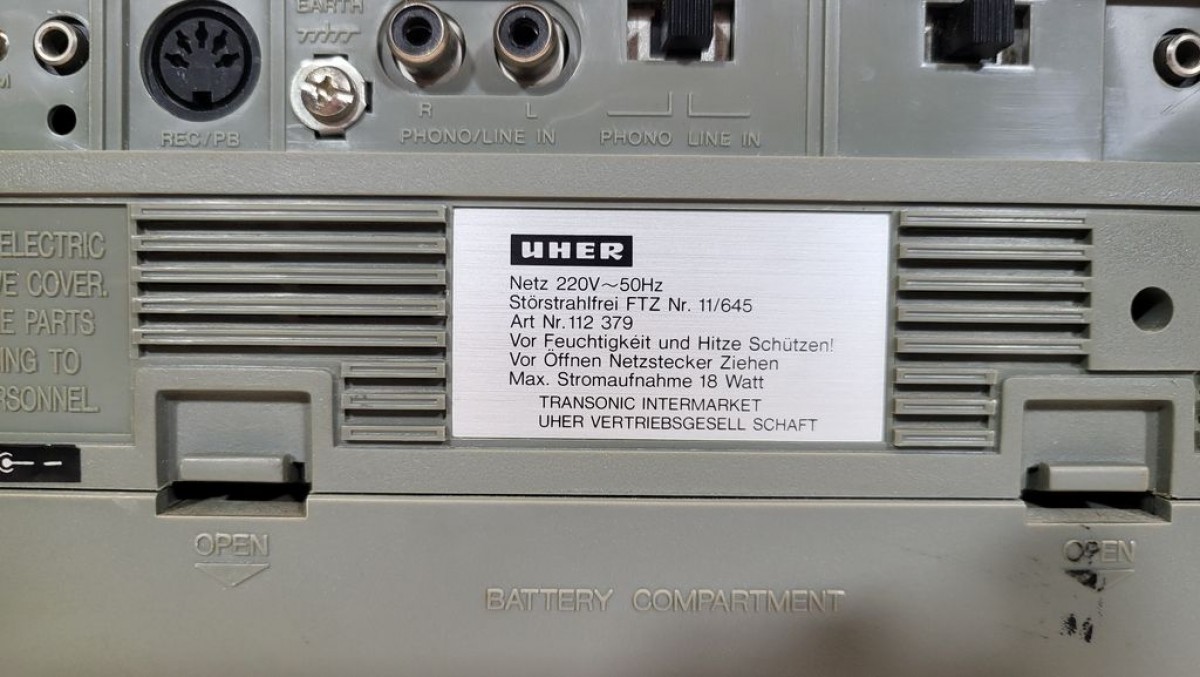 EARTH
M
REC/PB
R
L
PHONO/LINE IN
PHONO
LINE IN
ELECTRIC
COVER.
PARTS
TO
UHER
Netz 220V~50Hz
Störstrahlfrei FTZ Nr. 11/645
Art Nr. 112 379
Vor Feuchtigkéit und Hitze Schützen!
Vor Öffnen Netzstecker Ziehen
Max. Stromaufnahme 18 Watt
TRANSONIC INTERMARKET
UHER VERTRIEBSGESELL SCHAFT
OPEN
OPEN
BATTERY COMPARTMENT